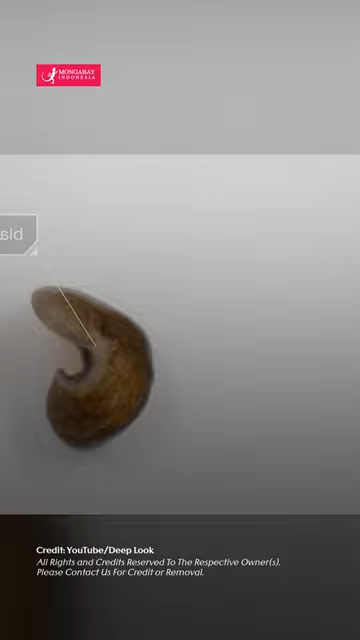 MONGABAY
INDONESIA
bla
Credit: YouTube/Deep Look
All Rights and Credits Reserved To The Respective Owner(s).
Please Contact Us For Credit or Removal.